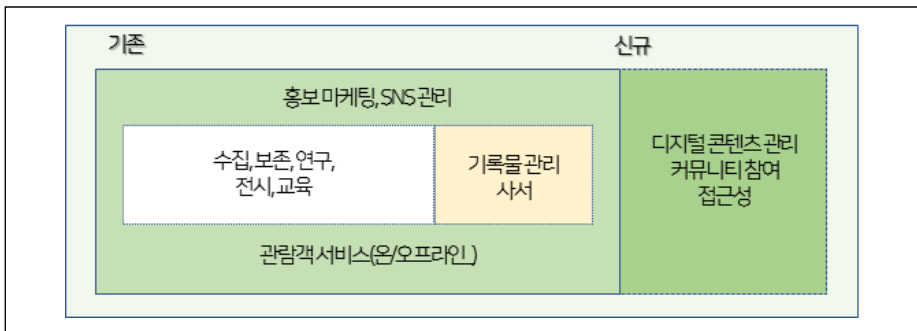 기존
신규
홍보 마케팅, SNS 관리
수집, 보존, 연구,
전시, 교육
기록물 관리
사서
디지털 콘텐츠 관리
커뮤니티 참여
접근성
관람객 서비스(온/오프라인)